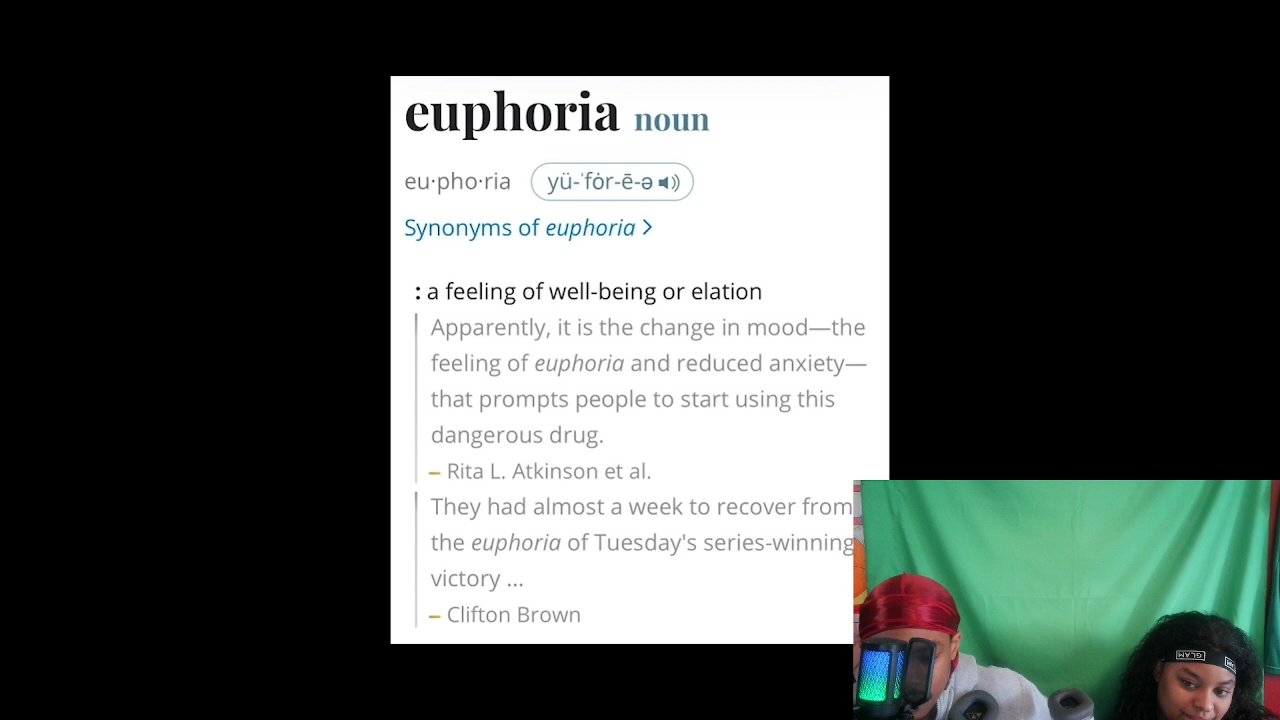 euphoria noun
eu·pho·ria yü-ˈfȯr-ē-ə
Synonyms of euphoria
: a feeling of well-being or elation
Apparently, it is the change in mood—the
feeling of euphoria and reduced anxiety—
that prompts people to start using this
dangerous drug.
– Rita L. Atkinson et al.
They had almost a week to recover from
the euphoria of Tuesday's series-winning
victory ...
– Clifton Brown
GLAM